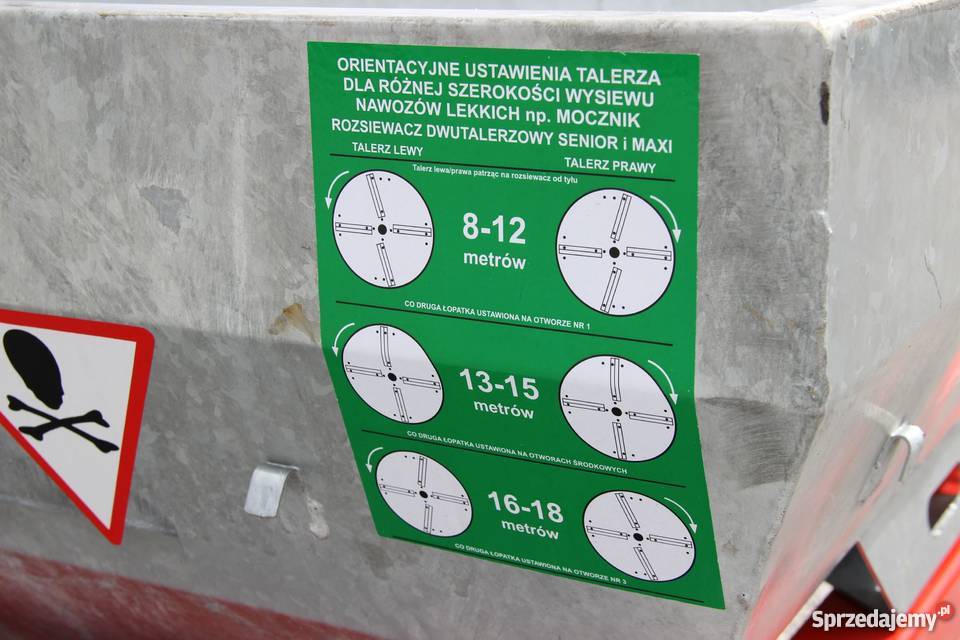 ORIENTACYJNE USTAWIENIA TALERZA
DLA RÓŻNEJ SZEROKOŚCI WYSIEWU
NAWOZÓW LEKKICH np. MOCZNIK
ROZSIEWACZ DWUTALERZOWY SENIOR i MAXI
TALERZ LEWY
TALERZ PRAWY
Talerz lewa/prawa patrząc na rozsiewacz od tyłu
8-12
metrów
CO DRUGA ŁOPATKA USTAWIONA NA OTWORZE NR 1
13-15
metrów
CO DRUGA ŁOPATKA USTAWIONA NA OTWORACH ŚRODKOWYCH
16-18
metrów
CO DRUGA ŁOPATKA USTAWIONA NA OTWORZE NR 3
Sprzedajemy.pl